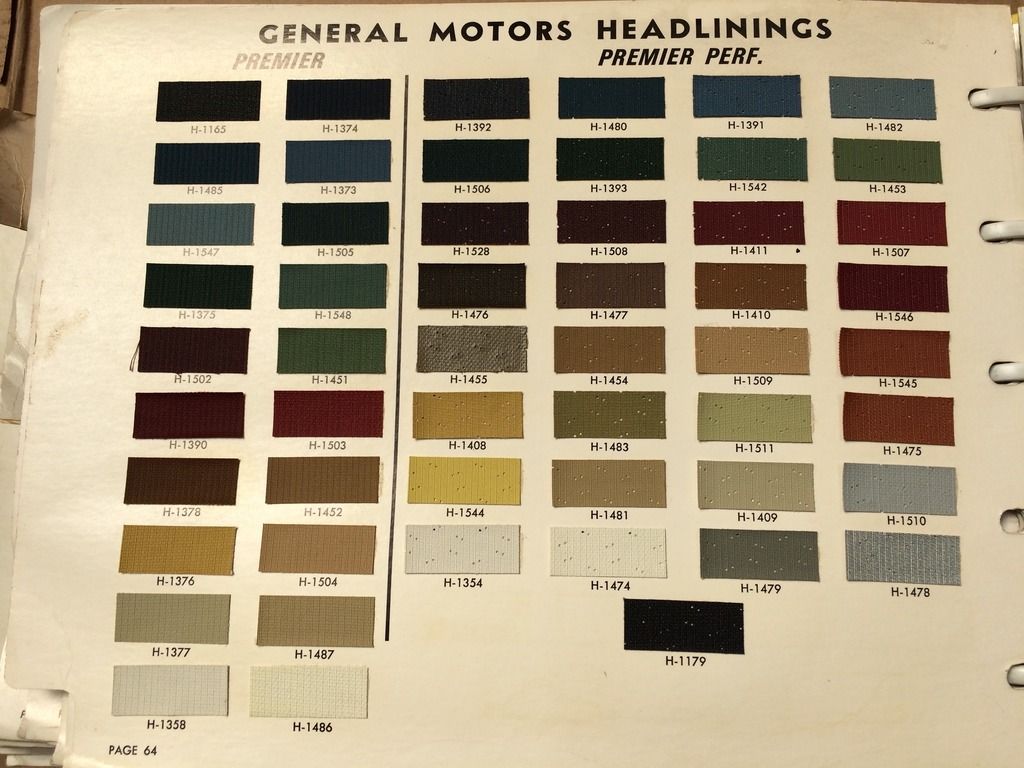 GENERAL MOTORS HEADLININGS
PREMIER PREMIER PERF.
H-1165 H-1374 H-1392 H-1480 H-1391 H-1482
H-1485 H-1373 H-1506 H-1393 H-1542 H-1453
H-1547 H-1505 H-1528 H-1508 H-1411 H-1507
H-1375 H-1548 H-1476 H-1477 H-1410 H-1546
H-1502 H-1451 H-1455 H-1454 H-1509 H-1545
H-1390 H-1503 H-1408 H-1483 H-1511 H-1475
H-1378 H-1452 H-1544 H-1481 H-1409 H-1510
H-1376 H-1504 H-1354 H-1474 H-1479 H-1478
H-1377 H-1487 H-1179
H-1358 H-1486
PAGE 64